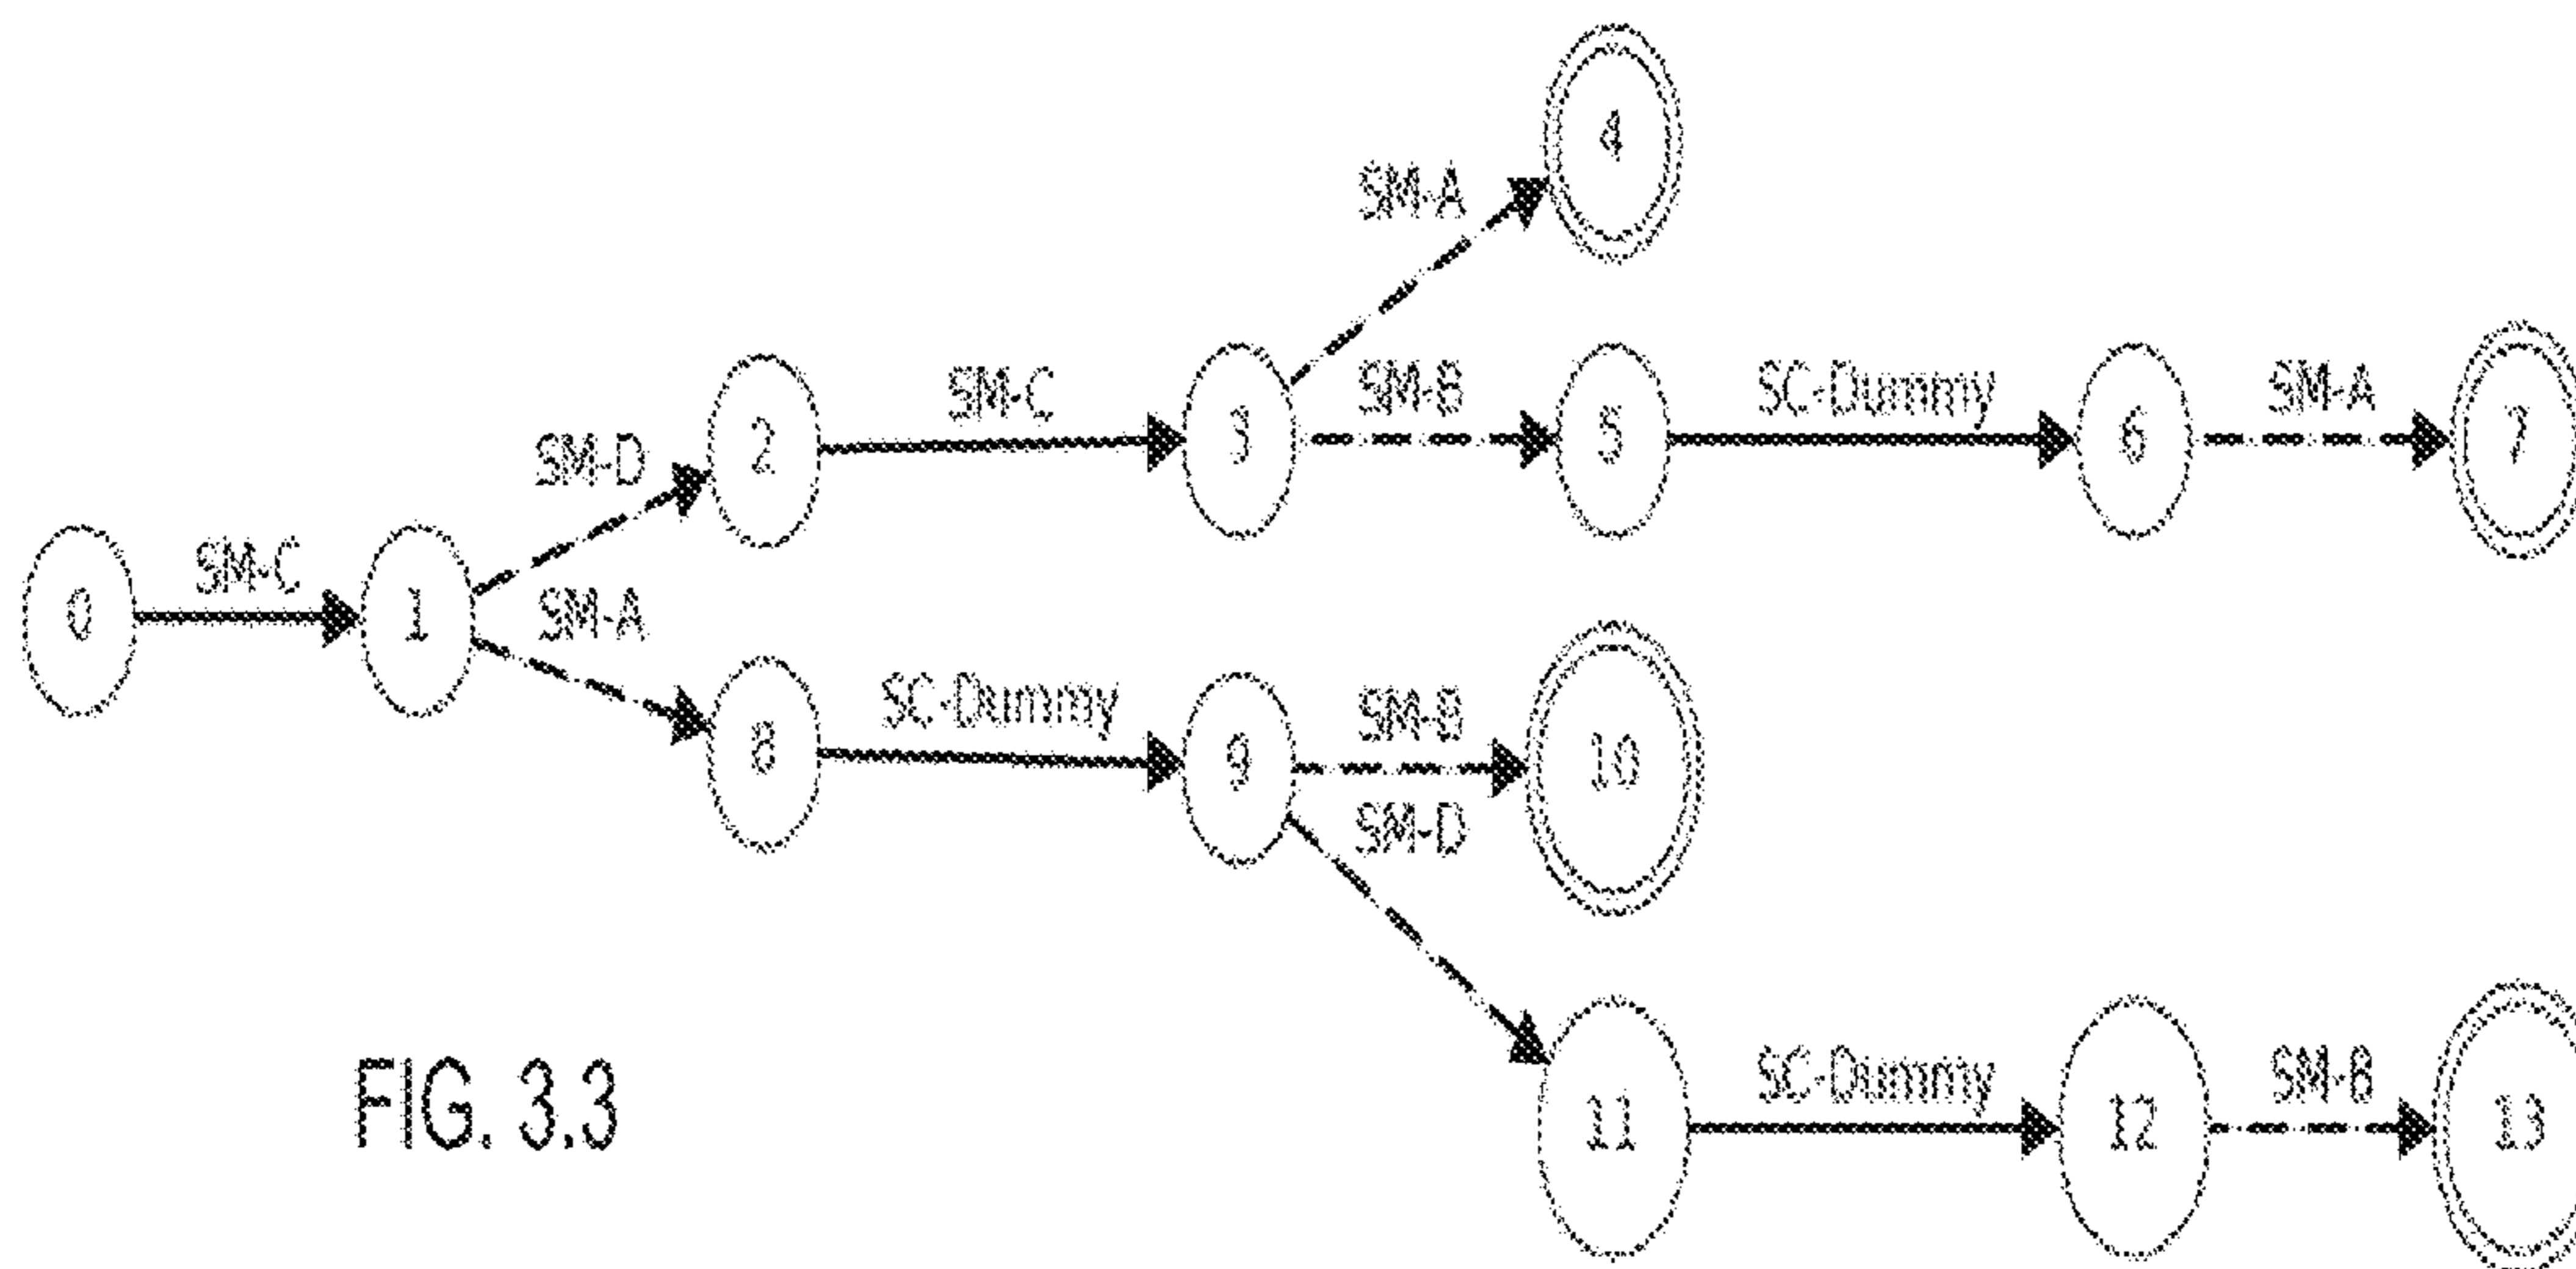 4
SM-A
2
SM-C
3
SM-B
5
SC-Dummy
6
SM-A
7
SM-D
0
SM-C
1
SM-A
8
SC-Dummy
9
SM-B
10
SM-D
11
SC-Dummy
12
SM-B
13
FIG. 3.3